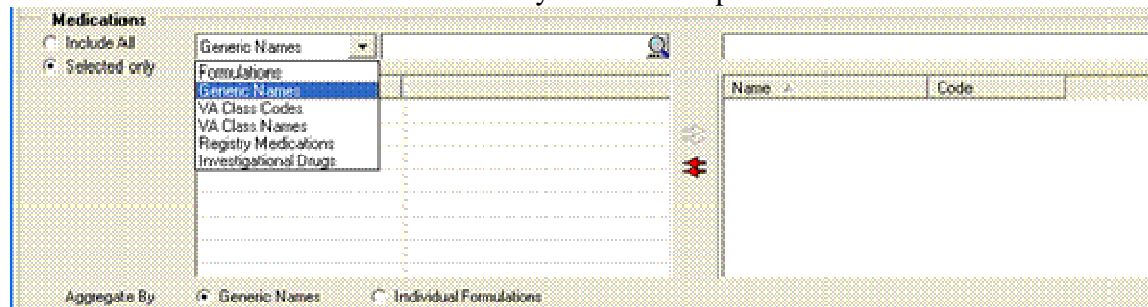 Medications
Include All
Generic Names
Selected only
Formulations
Generic Names
VA Class Codes
VA Class Names
Registry Medications
Investigational Drugs
Name
Code
Aggregate By
Generic Names
Individual Formulations